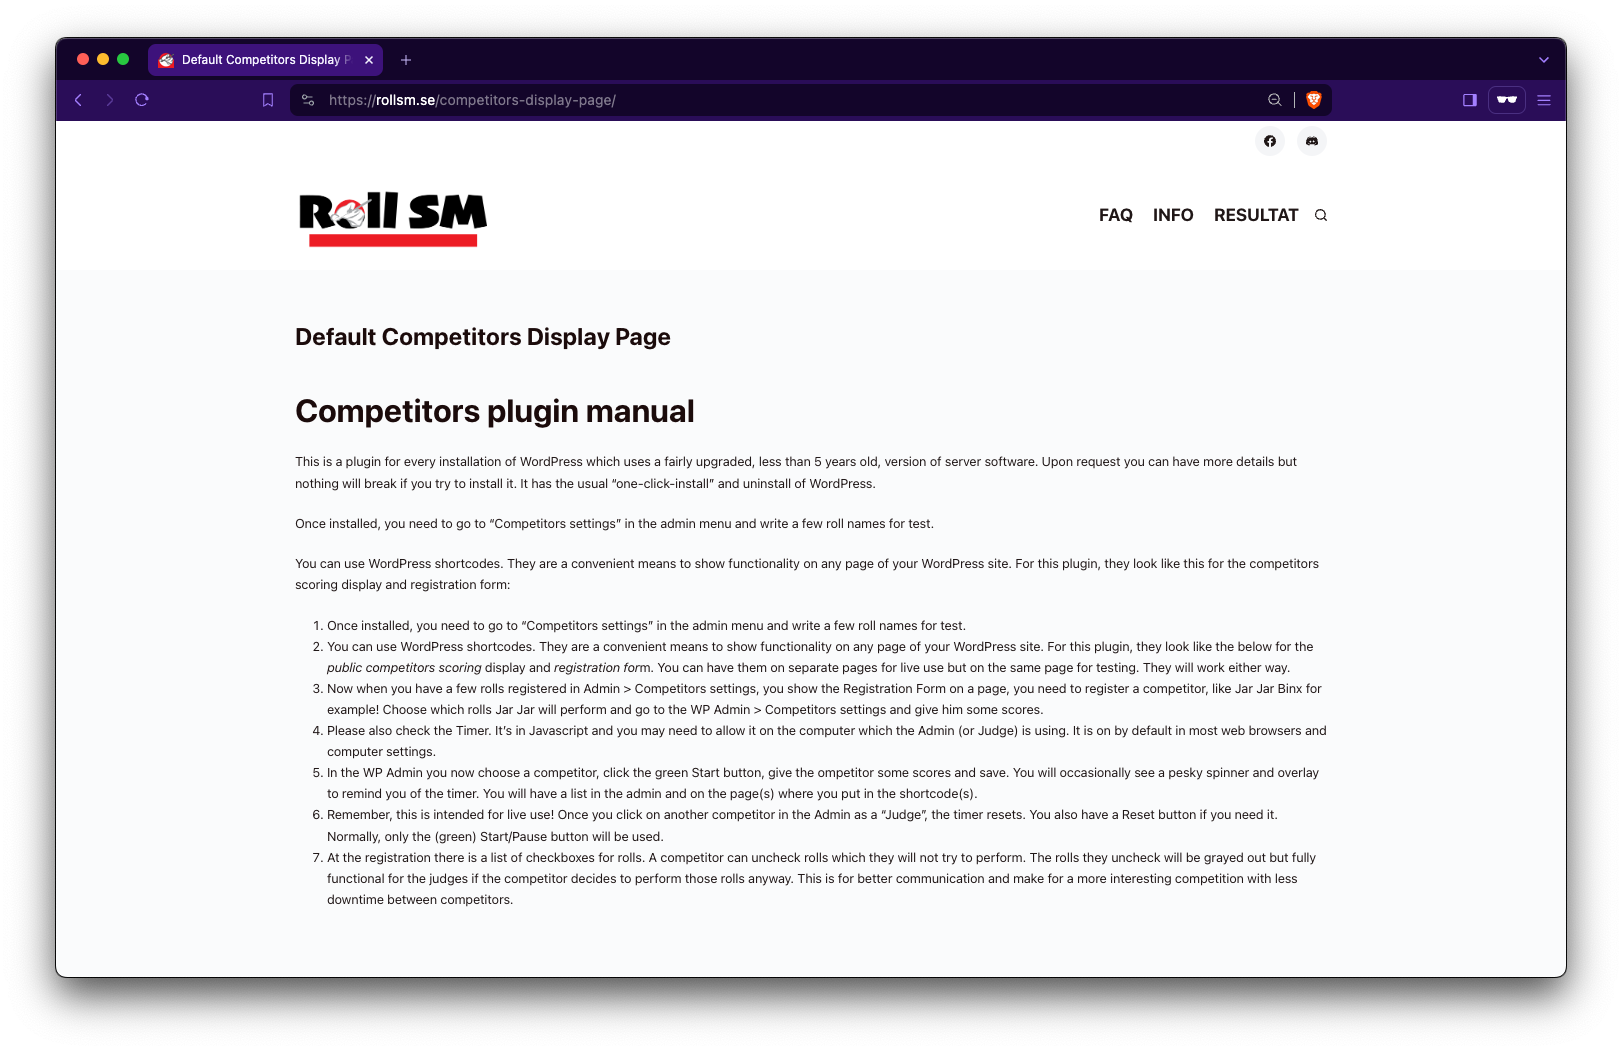 Default Competitors Display P
https://rollsm.se/competitors-display-page/
Roll SM
FAQ INFO RESULTAT
Default Competitors Display Page
Competitors plugin manual
This is a plugin for every installation of WordPress which uses a fairly upgraded, less than 5 years old, version of server software. Upon request you can have more details but
nothing will break if you try to install it. It has the usual “one-click-install” and uninstall of WordPress.
Once installed, you need to go to “Competitors settings” in the admin menu and write a few roll names for test.
You can use WordPress shortcodes. They are a convenient means to show functionality on any page of your WordPress site. For this plugin, they look like this for the competitors
scoring display and registration form:
1. Once installed, you need to go to “Competitors settings” in the admin menu and write a few roll names for test.
2. You can use WordPress shortcodes. They are a convenient means to show functionality on any page of your WordPress site. For this plugin, they look like the below for the
public competitors scoring display and registration form. You can have them on separate pages for live use but on the same page for testing. They will work either way.
3. Now when you have a few rolls registered in Admin > Competitors settings, you show the Registration Form on a page, you need to register a competitor, like Jar Jar Binx for
example! Choose which rolls Jar Jar will perform and go to the WP Admin > Competitors settings and give him some scores.
4. Please also check the Timer. It’s in Javascript and you may need to allow it on the computer which the Admin (or Judge) is using. It is on by default in most web browsers and
computer settings.
5. In the WP Admin you now choose a competitor, click the green Start button, give the ompetitor some scores and save. You will occasionally see a pesky spinner and overlay
to remind you of the timer. You will have a list in the admin and on the page(s) where you put in the shortcode(s).
6. Remember, this is intended for live use! Once you click on another competitor in the Admin as a “Judge”, the timer resets. You also have a Reset button if you need it.
Normally, only the (green) Start/Pause button will be used.
7. At the registration there is a list of checkboxes for rolls. A competitor can uncheck rolls which they will not try to perform. The rolls they uncheck will be grayed out but fully
functional for the judges if the competitor decides to perform those rolls anyway. This is for better communication and make for a more interesting competition with less
downtime between competitors.